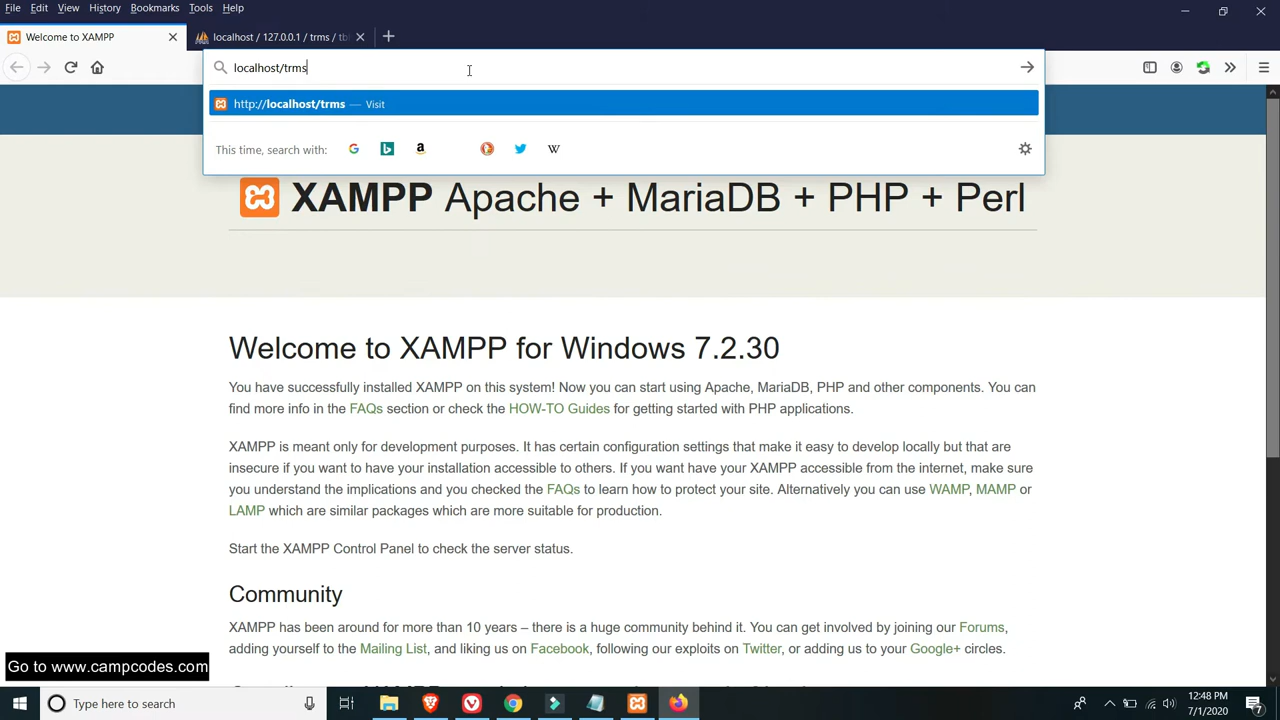 File Edit View History Bookmarks Tools Help
Welcome to XAMPP
localhost / 127.0.0.1 / trms / tbl
localhost/trms
http://localhost/trms — Visit
This time, search with:
XAMPP Apache + MariaDB + PHP + Perl
Welcome to XAMPP for Windows 7.2.30
You have successfully installed XAMPP on this system! Now you can start using Apache, MariaDB, PHP and other components. You can
find more info in the FAQs section or check the HOW-TO Guides for getting started with PHP applications.
XAMPP is meant only for development purposes. It has certain configuration settings that make it easy to develop locally but that are
insecure if you want to have your installation accessible to others. If you want have your XAMPP accessible from the internet, make sure
you understand the implications and you checked the FAQs to learn how to protect your site. Alternatively you can use WAMP, MAMP or
LAMP which are similar packages which are more suitable for production.
Start the XAMPP Control Panel to check the server status.
Community
XAMPP has been around for more than 10 years – there is a huge community behind it. You can get involved by joining our Forums,
adding yourself to the Mailing List, and liking us on Facebook, following our exploits on Twitter, or adding us to your Google+ circles.
Go to www.campcodes.com
Type here to search
12:48 PM
7/1/2020
7